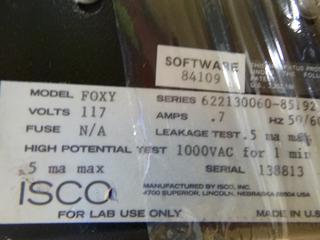 SOFTWARE
84109
MODEL FOXY
SERIES 622130060-85192
VOLTS 117
AMPS .7 HZ 50/60
FUSE N/A
LEAKAGE TEST .5 ma max
HIGH POTENTIAL TEST 1000VAC for 1 min
.5 ma max
SERIAL 138813
ISCO
MANUFACTURED BY ISCO, INC.
4700 SUPERIOR, LINCOLN, NEBRASKA 68504 USA
FOR LAB USE ONLY
MADE IN U.S